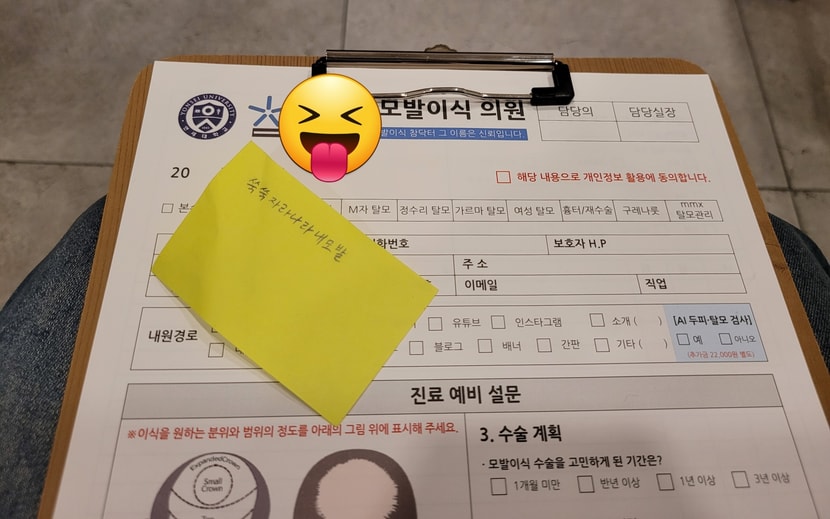 YONSEI UNIVERSITY
모발이식 의원
모발이식 참닥터 그 이름은 신뢰입니다.
담당의
담당실장
20
해당 내용으로 개인정보 활용에 동의합니다.
쑥쑥자라나라내모발
M자 탈모
정수리 탈모
가르마 탈모
여성 탈모
흉터/재수술
구레나룻
mmx
탈모관리
보호자 H.P
주 소
이메일
직업
내원경로
유튜브
인스타그램
소개 ( )
블로그
배너
간판
기타 ( )
[AI 두피·탈모 검사]
예
아니오
(추가금 22,000원 별도)
진료 예비 설문
※이식을 원하는 분위와 범위의 정도를 아래의 그림 위에 표시해 주세요.
Expanded Crown
Small
Crown
3. 수술 계획
· 모발이식 수술을 고민하게 된 기간은?
1개월 미만
반년 이상
1년 이상
3년 이상